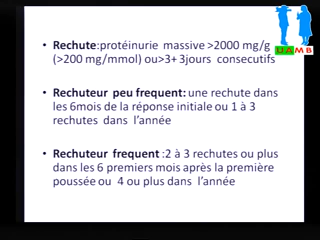 • Rechute:protéinurie massive >2000 mg/g
(>200 mg/mmol) ou>3+ 3jours consecutifs
• Rechuteur peu frequent: une rechute dans
les 6mois de la réponse initiale ou 1 à 3
rechutes dans l'année
• Rechuteur frequent :2 à 3 rechutes ou plus
dans les 6 premiers mois après la première
poussée ou 4 ou plus dans l'année
UAMB